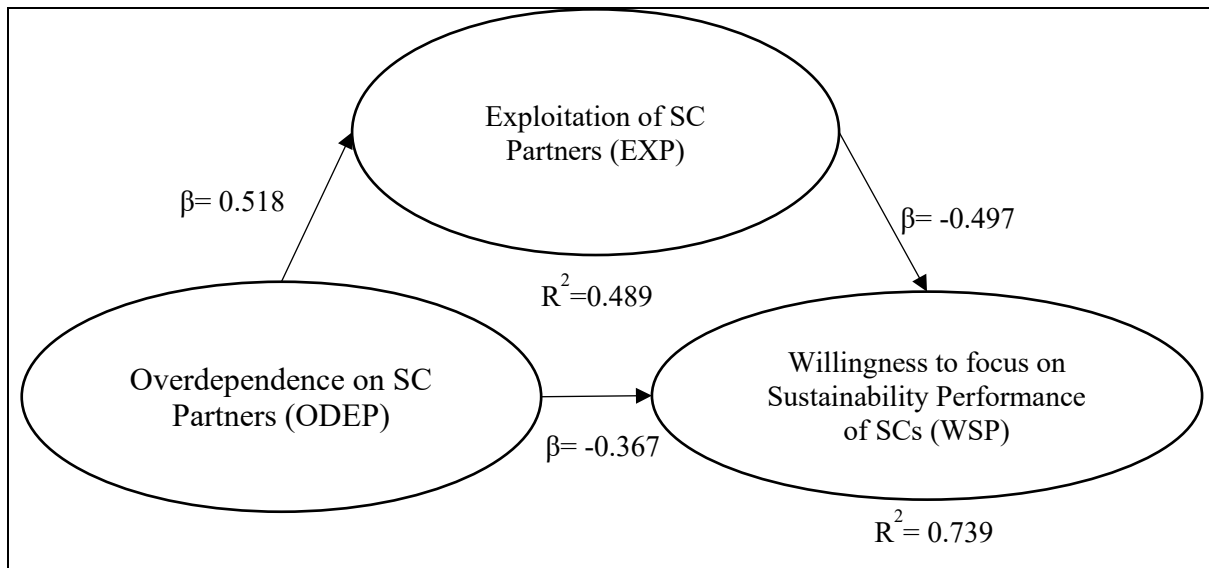 Exploitation of SC
Partners (EXP)
β= 0.518
β= -0.497
R²=0.489
Overdependence on SC
Partners (ODEP)
Willingness to focus on
Sustainability Performance
of SCs (WSP)
β= -0.367
R²= 0.739